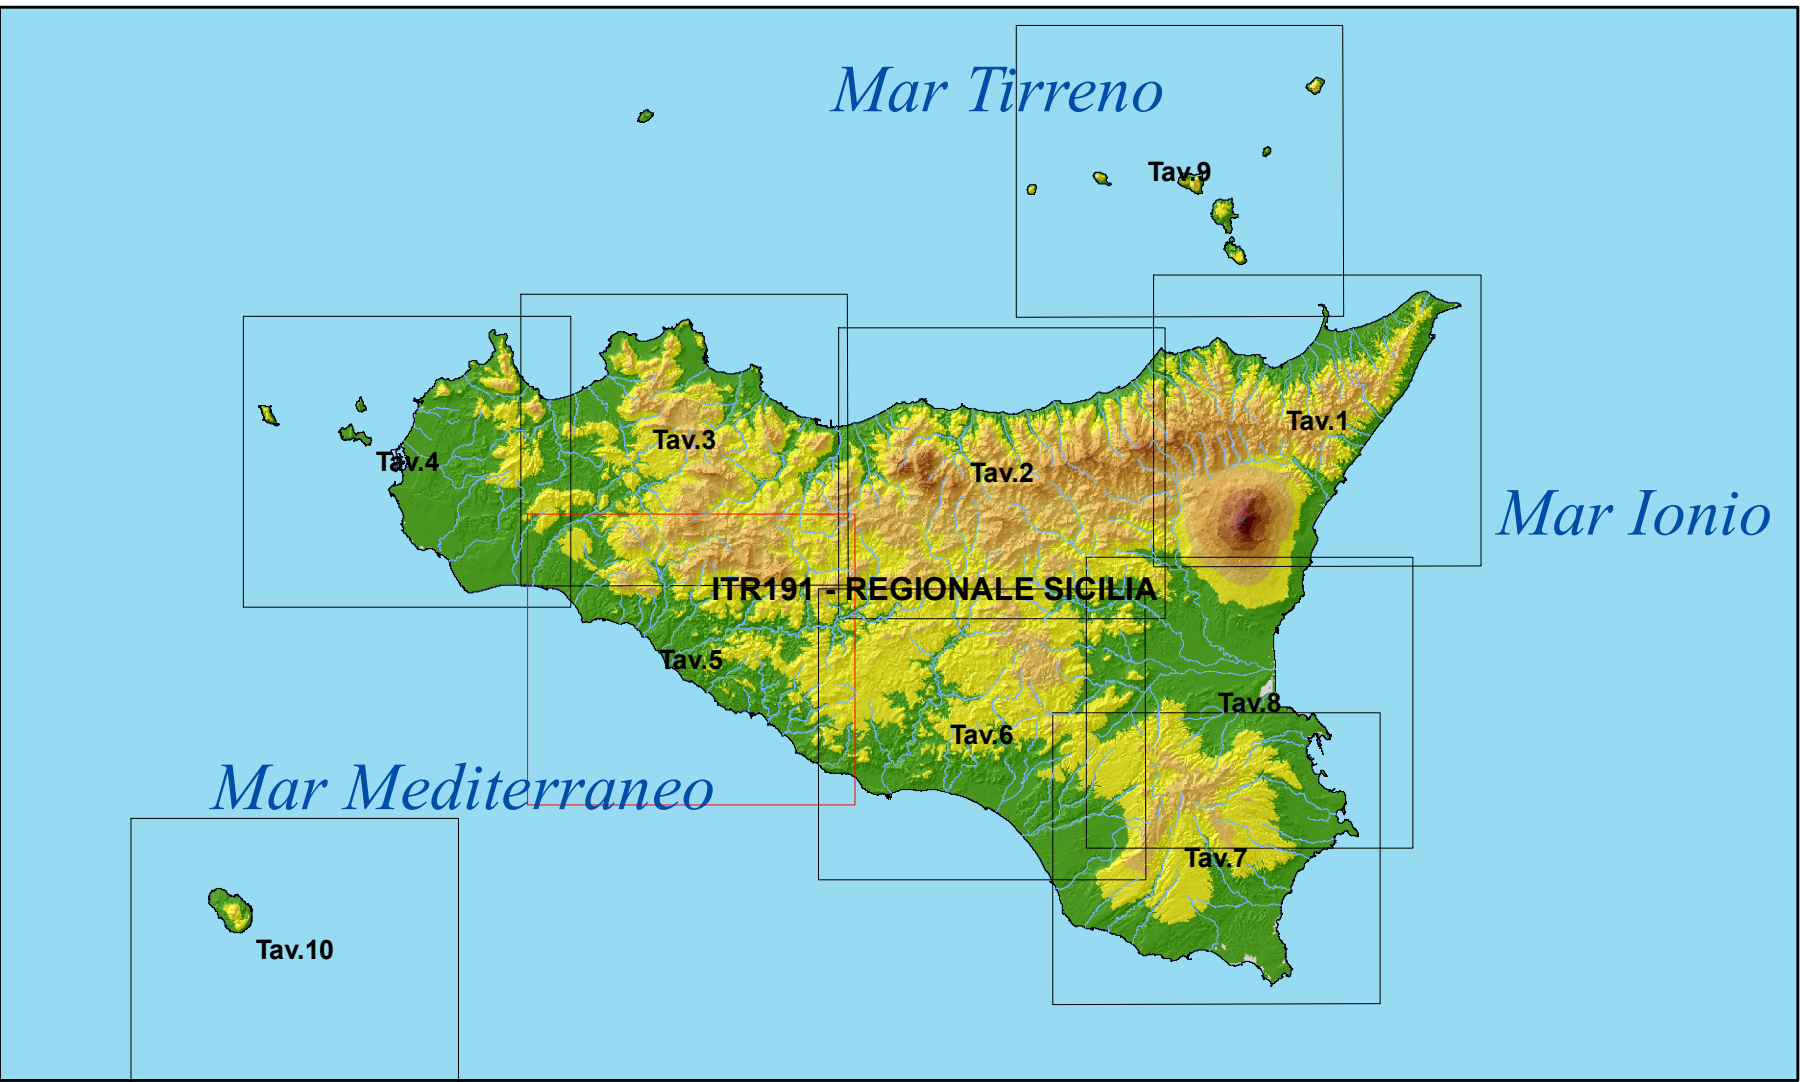 Mar Tirreno
Tav.9
Tav.1
Tav.3
Tav.4
Tav.2
Mar Ionio
ITR191 - REGIONALE SICILIA
Tav.5
Tav.8
Tav.6
Mar Mediterraneo
Tav.7
Tav.10